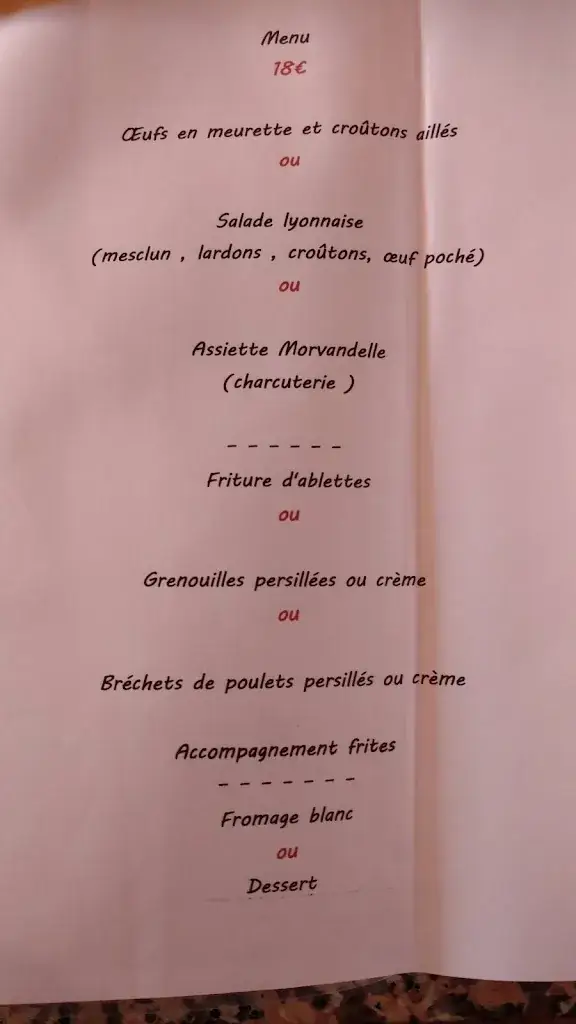 Menu
18€
Œufs en meurette et croûtons aillés
ou
Salade lyonnaise
(mesclun , lardons , croûtons, œuf poché)
ou
Assiette Morvandelle
(charcuterie )
- - - - - -
Friture d'ablettes
ou
Grenouilles persillées ou crème
ou
Bréchets de poulets persillés ou crème
Accompagnement frites
- - - - - - -
Fromage blanc
ou
Dessert